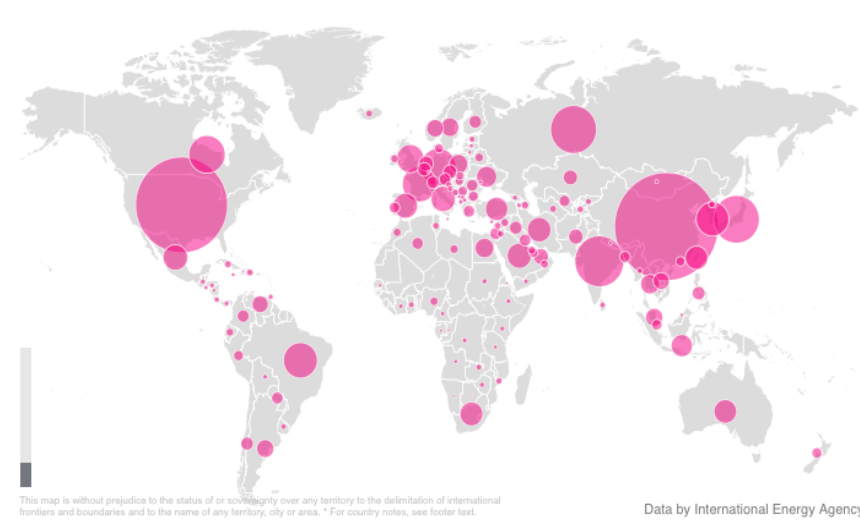 This map is without prejudice to the status of or sovereignty over any territory to the delimitation of international
frontiers and boundaries and to the name of any territory, city or area. * For country notes, see footer text.
Data by International Energy Agency